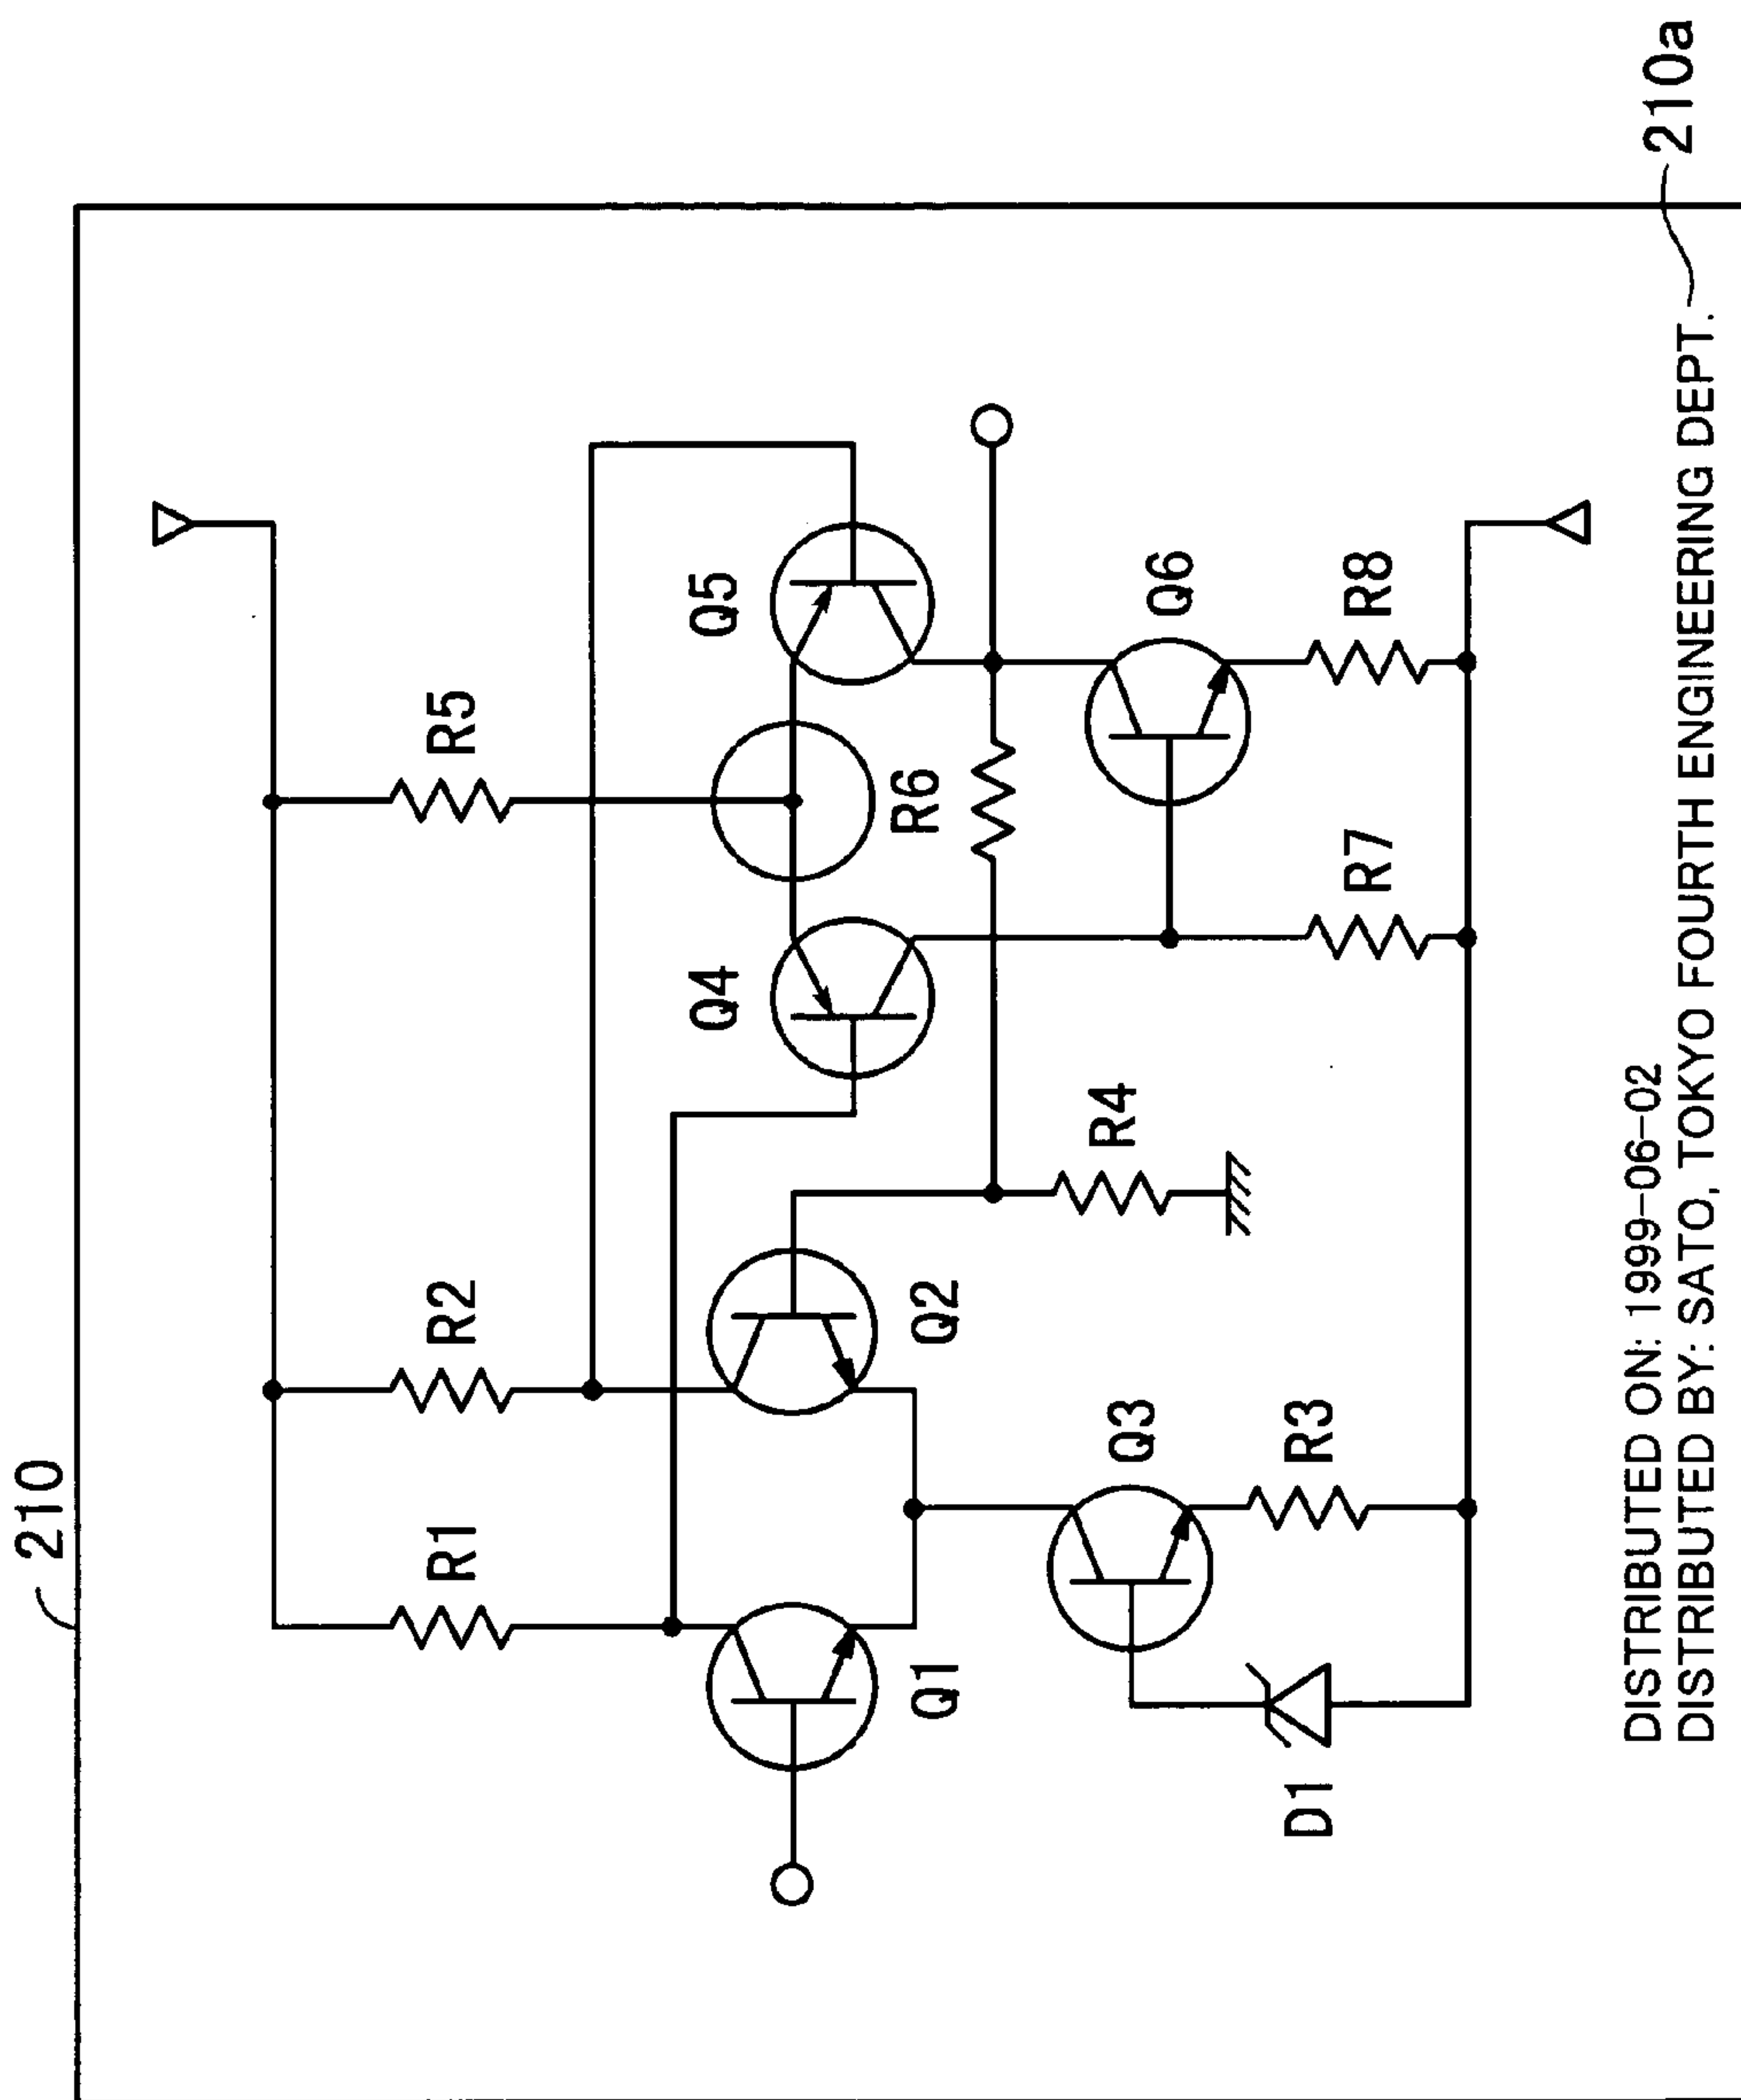 210
R1
R2
R5
Q4
Q5
Q1
Q2
R6
R4
Q3
Q6
D1
R3
R7
R8
DISTRIBUTED ON: 1999-06-02
DISTRIBUTED BY: SATO, TOKYO FOURTH ENGINEERING DEPT.
210a